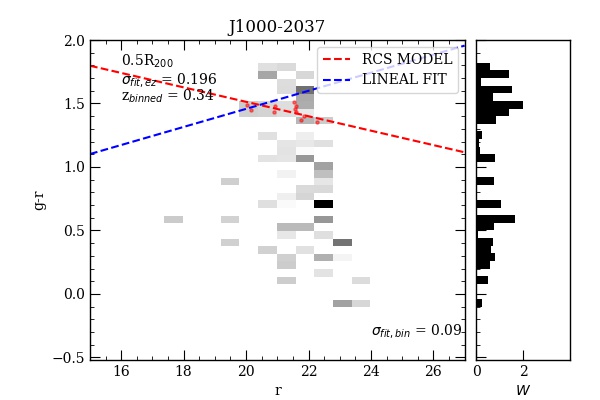 J1000-2037
0.5R200
σfit,ez = 0.196
zbinned = 0.34
RCS MODEL
LINEAL FIT
σfit,bin = 0.09
2.0
1.5
1.0
0.5
0.0
−0.5
g-r
16 18 20 22 24 26
r
0 2
W